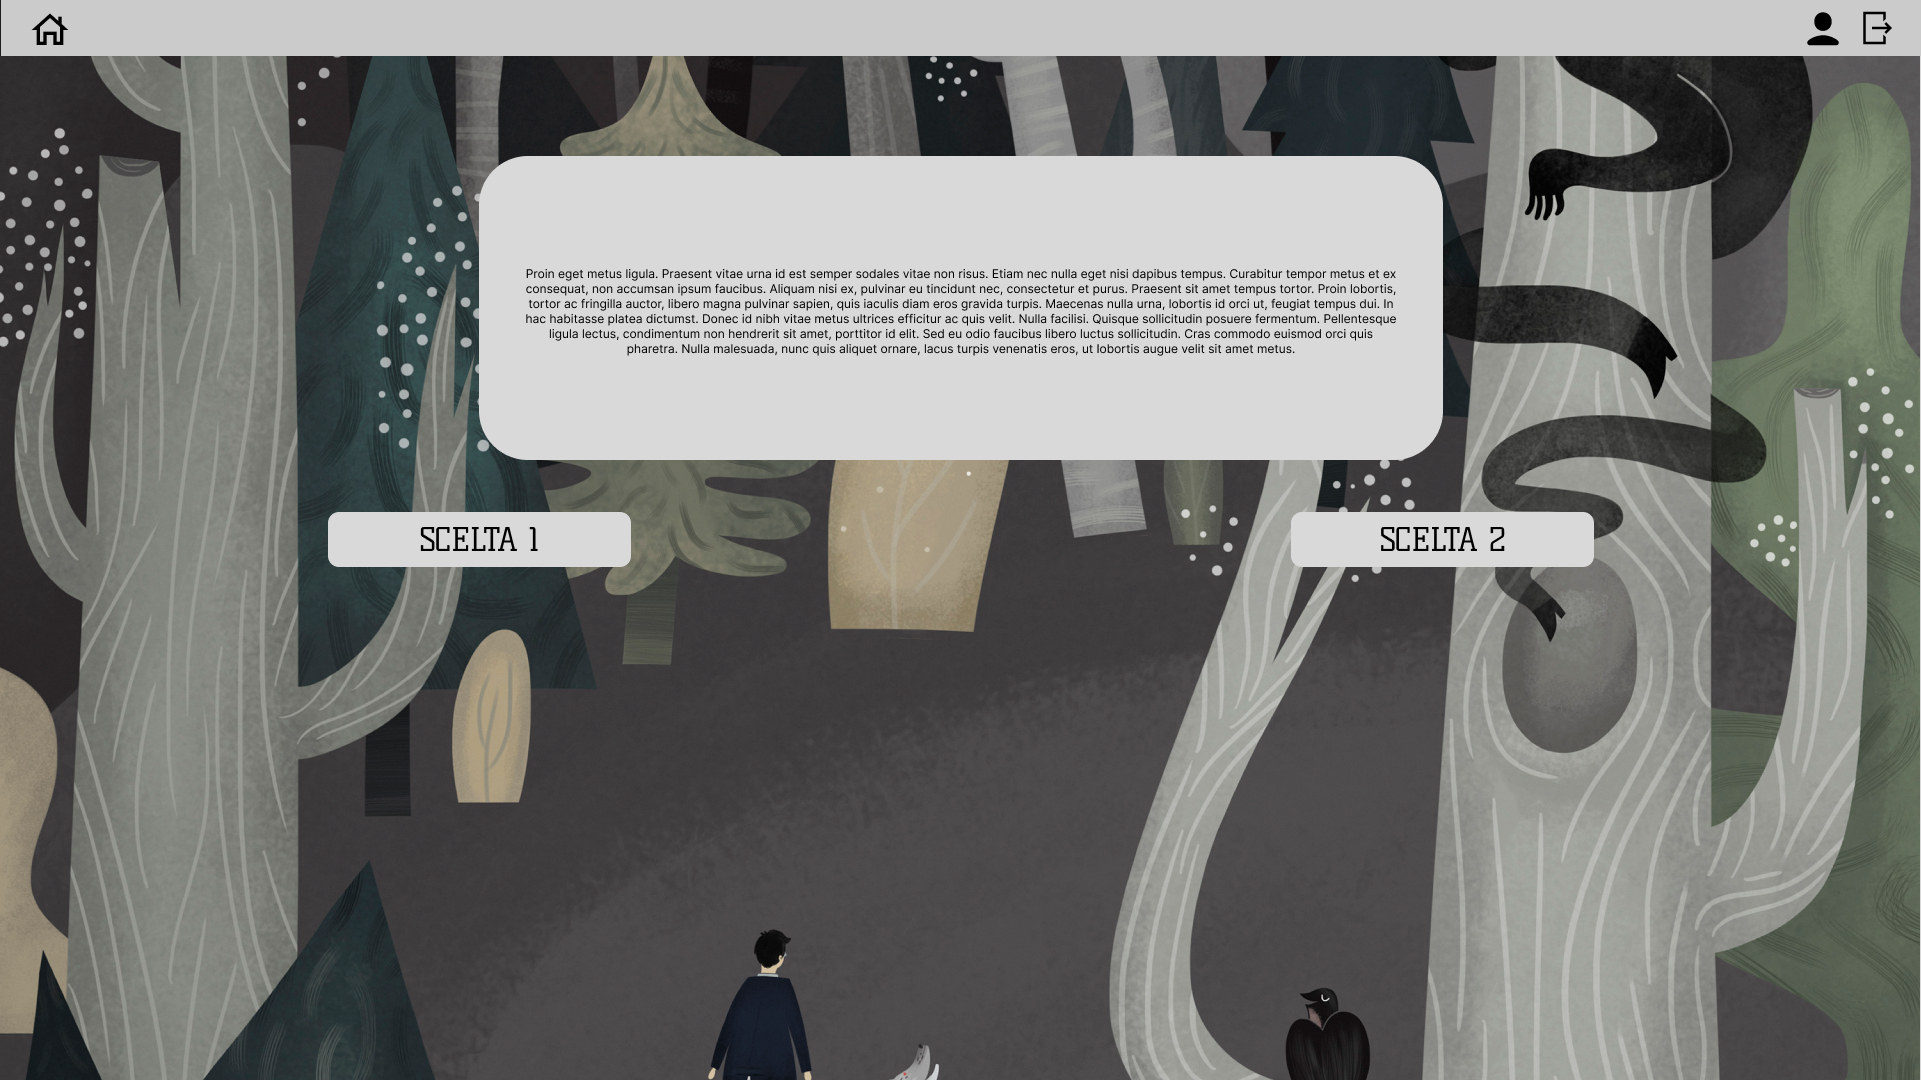 Proin eget metus ligula. Praesent vitae urna id est semper sodales vitae non risus. Etiam nec nulla eget nisi dapibus tempus. Curabitur tempor metus et ex
consequat, non accumsan ipsum faucibus. Aliquam nisi ex, pulvinar eu tincidunt nec, consectetur et purus. Praesent sit amet tempus tortor. Proin lobortis,
tortor ac fringilla auctor, libero magna pulvinar sapien, quis iaculis diam eros gravida turpis. Maecenas nulla urna, lobortis id orci ut, feugiat tempus dui. In
hac habitasse platea dictumst. Donec id nibh vitae metus ultrices efficitur ac quis velit. Nulla facilisi. Quisque sollicitudin posuere fermentum. Pellentesque
ligula lectus, condimentum non hendrerit sit amet, porttitor id elit. Sed eu odio faucibus libero luctus sollicitudin. Cras commodo euismod orci quis
pharetra. Nulla malesuada, nunc quis aliquet ornare, lacus turpis venenatis eros, ut lobortis augue velit sit amet metus.
SCELTA 1
SCELTA 2